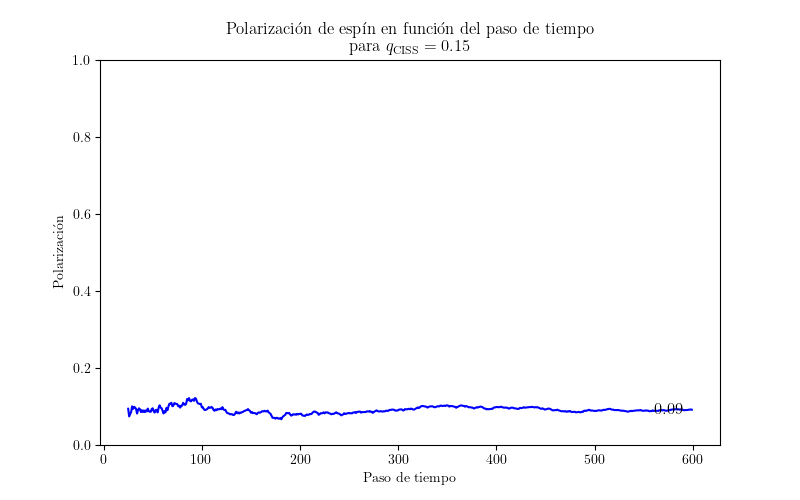 Polarización de espín en función del paso de tiempo
para qCISS = 0.15
1.0
0.8
0.6
0.4
0.2
0.0
Polarización
0.09
0 100 200 300 400 500 600
Paso de tiempo